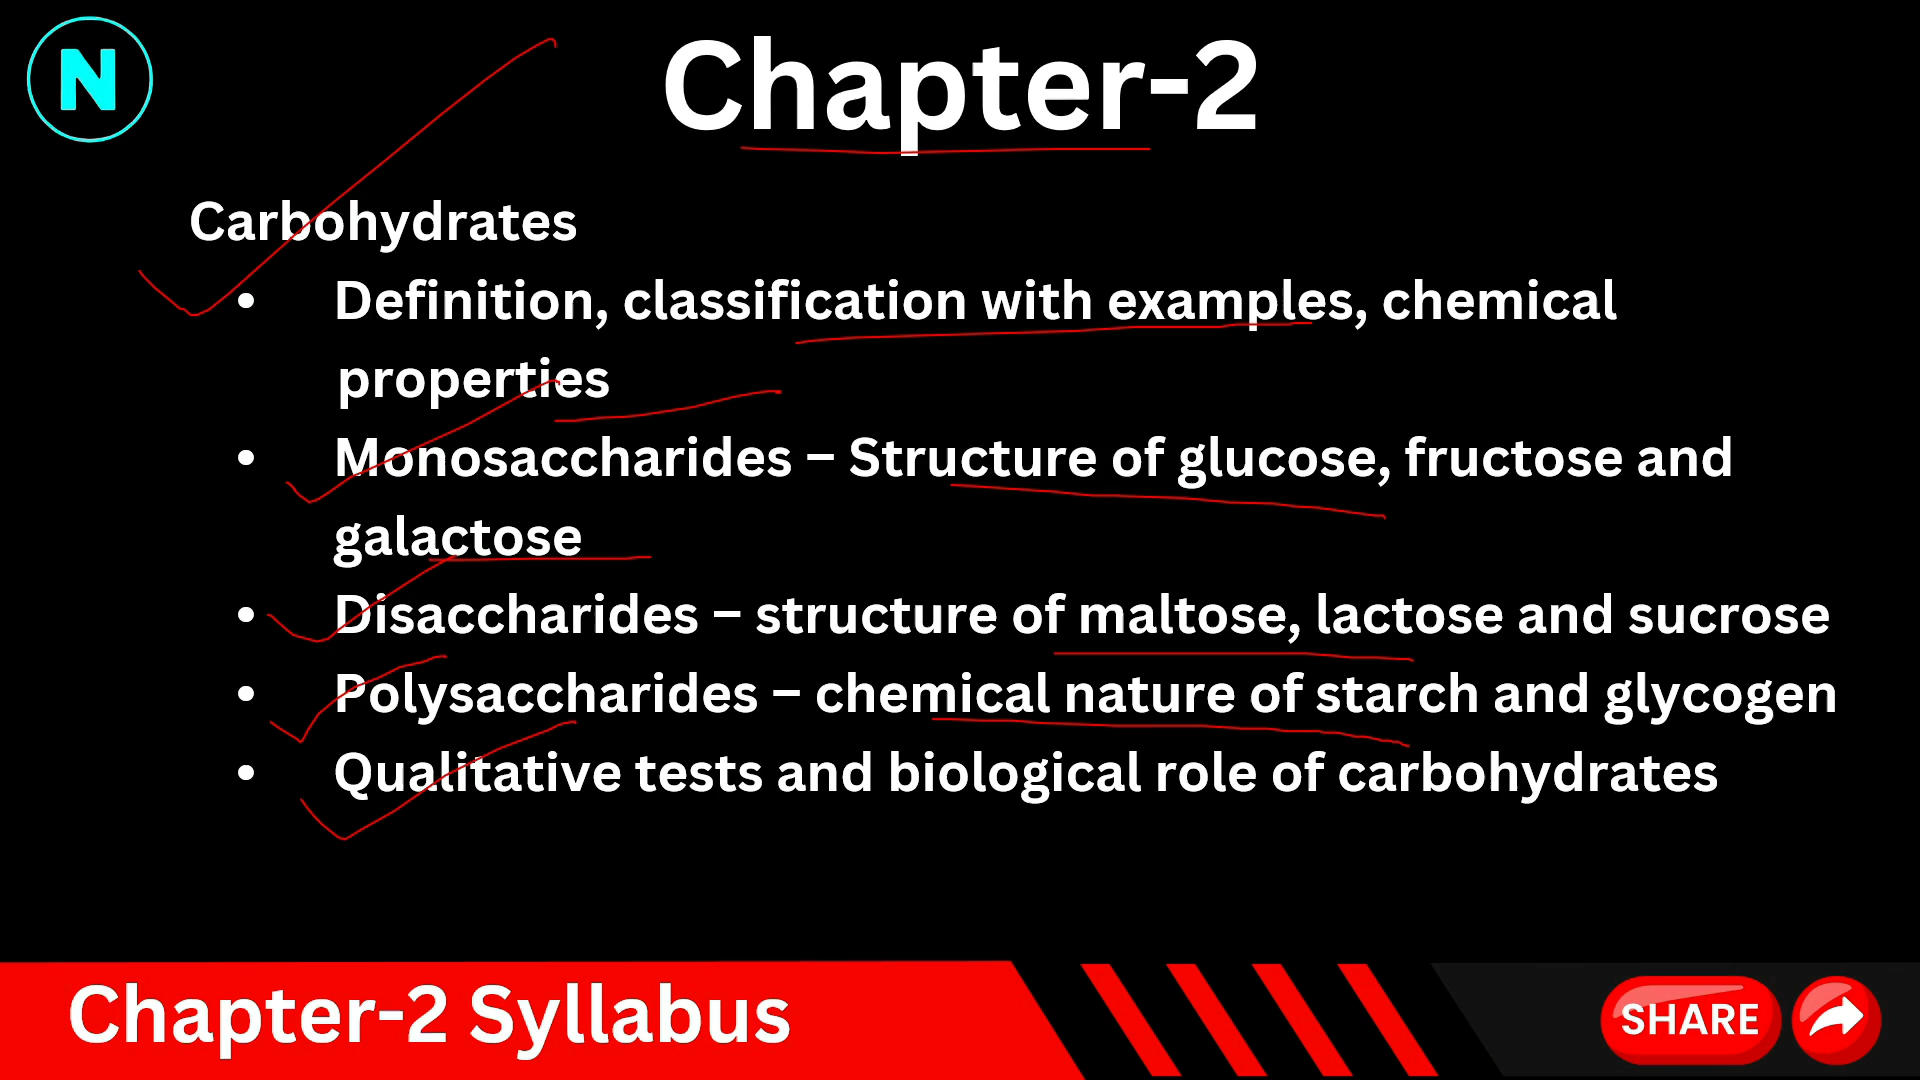 N
Chapter-2
Carbohydrates
• Definition, classification with examples, chemical
properties
• Monosaccharides – Structure of glucose, fructose and
galactose
• Disaccharides – structure of maltose, lactose and sucrose
• Polysaccharides – chemical nature of starch and glycogen
• Qualitative tests and biological role of carbohydrates
Chapter-2 Syllabus
SHARE